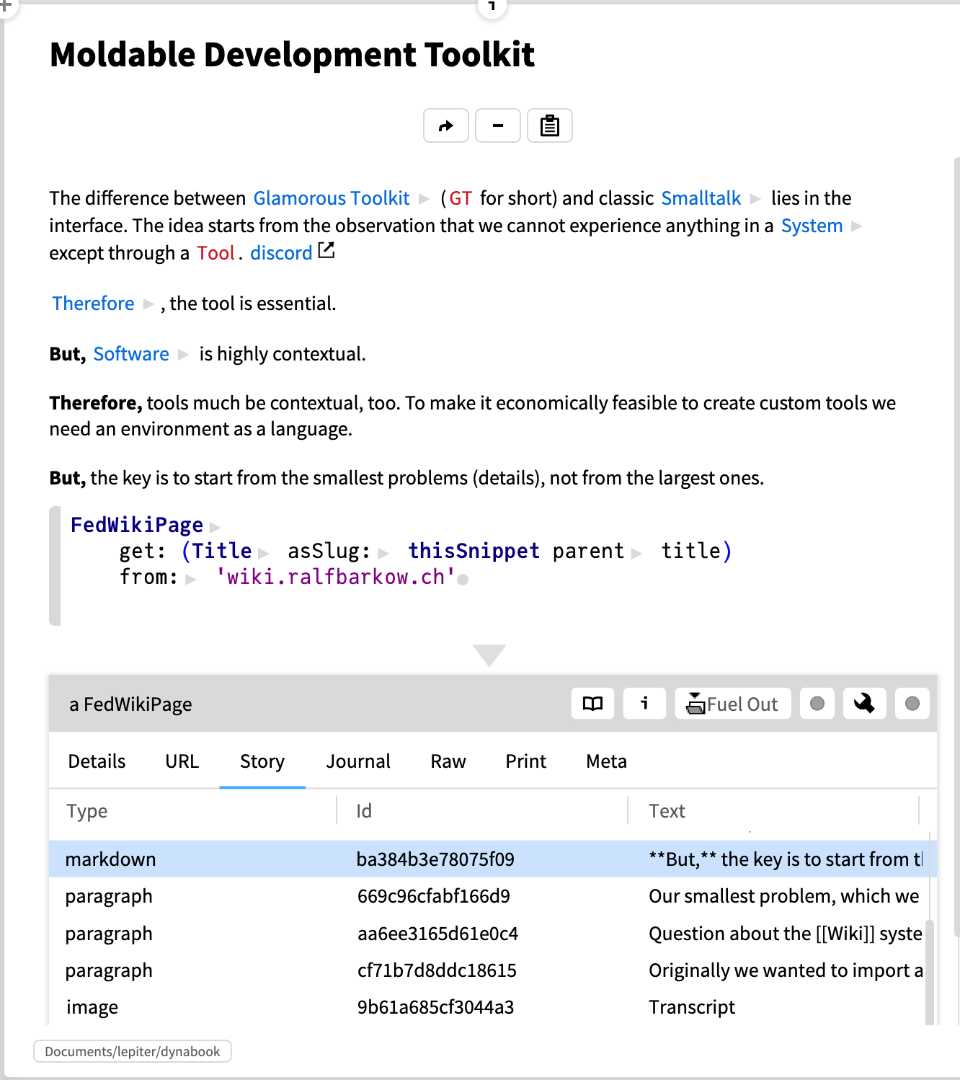 1
Moldable Development Toolkit
The difference between Glamorous Toolkit ▶ ( GT for short) and classic Smalltalk ▶ lies in the
interface. The idea starts from the observation that we cannot experience anything in a System ▶
except through a Tool . discord
Therefore ▶ , the tool is essential.
But, Software ▶ is highly contextual.
Therefore, tools much be contextual, too. To make it economically feasible to create custom tools we
need an environment as a language.
But, the key is to start from the smallest problems (details), not from the largest ones.
FedWikiPage ▶
get: (Title ▶ asSlug: ▶ thisSnippet parent ▶ title)
from: ▶ 'wiki.ralfbarkow.ch'
a FedWikiPage i Fuel Out
Details URL Story Journal Raw Print Meta
Type Id Text
markdown ba384b3e78075f09 **But,** the key is to start from t
paragraph 669c96cfabf166d9 Our smallest problem, which we
paragraph aa6ee3165d61e0c4 Question about the [[Wiki]] syste
paragraph cf71b7d8ddc18615 Originally we wanted to import a
image 9b61a685cf3044a3 Transcript
Documents/lepiter/dynabook